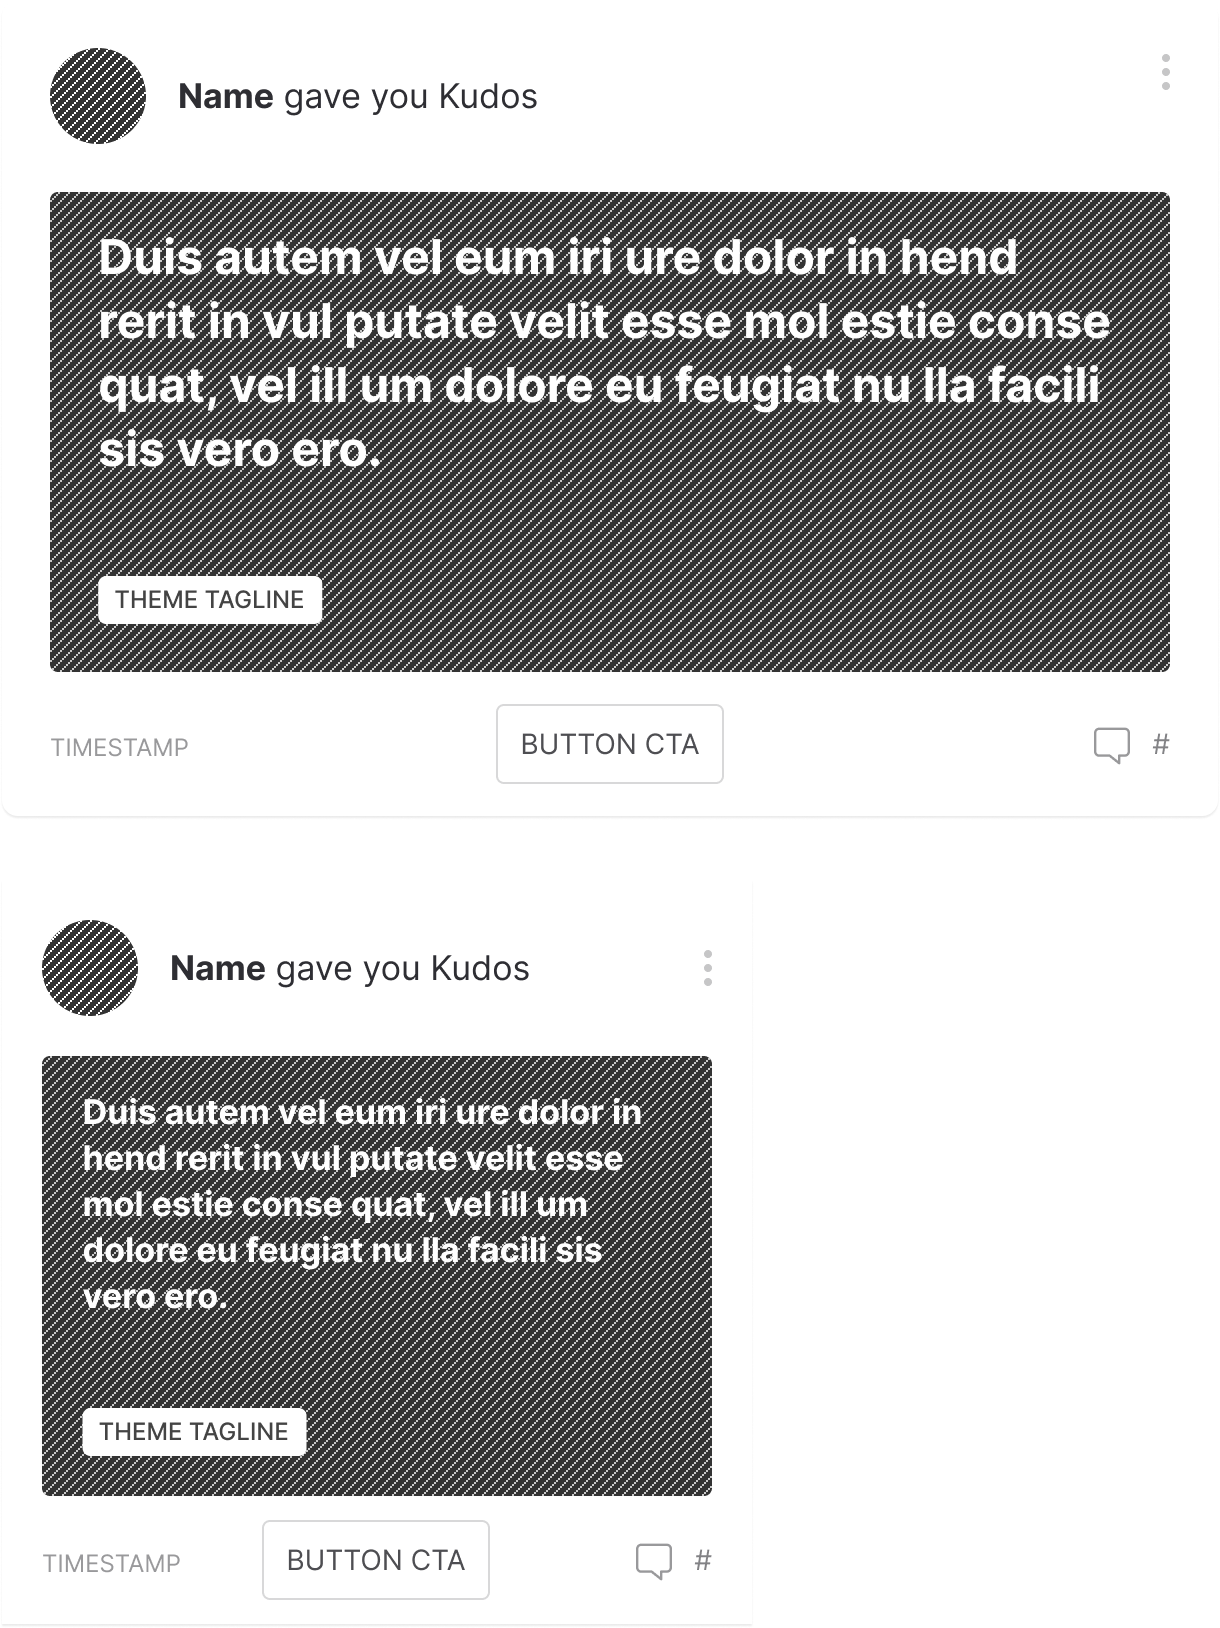 Name gave you Kudos
Duis autem vel eum iri ure dolor in hend
rerit in vul putate velit esse mol estie conse
quat, vel ill um dolore eu feugiat nu lla facili
sis vero ero.
THEME TAGLINE
TIMESTAMP
BUTTON CTA
#
Name gave you Kudos
Duis autem vel eum iri ure dolor in
hend rerit in vul putate velit esse
mol estie conse quat, vel ill um
dolore eu feugiat nu lla facili sis
vero ero.
THEME TAGLINE
TIMESTAMP
BUTTON CTA
#